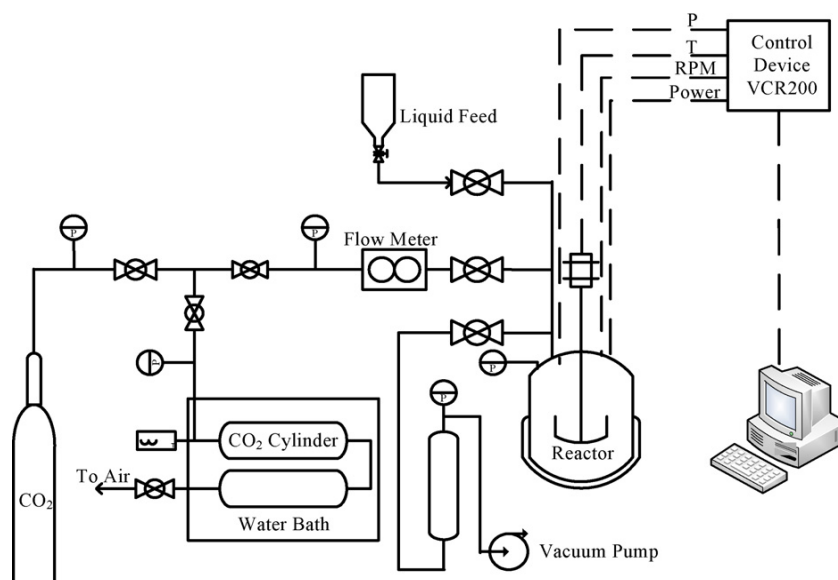 P
T
RPM
Power
Control
Device
VCR200
Liquid Feed
P
P
Flow Meter
P
P
P
CO₂ Cylinder
Reactor
To Air
CO₂
Water Bath
Vacuum Pump